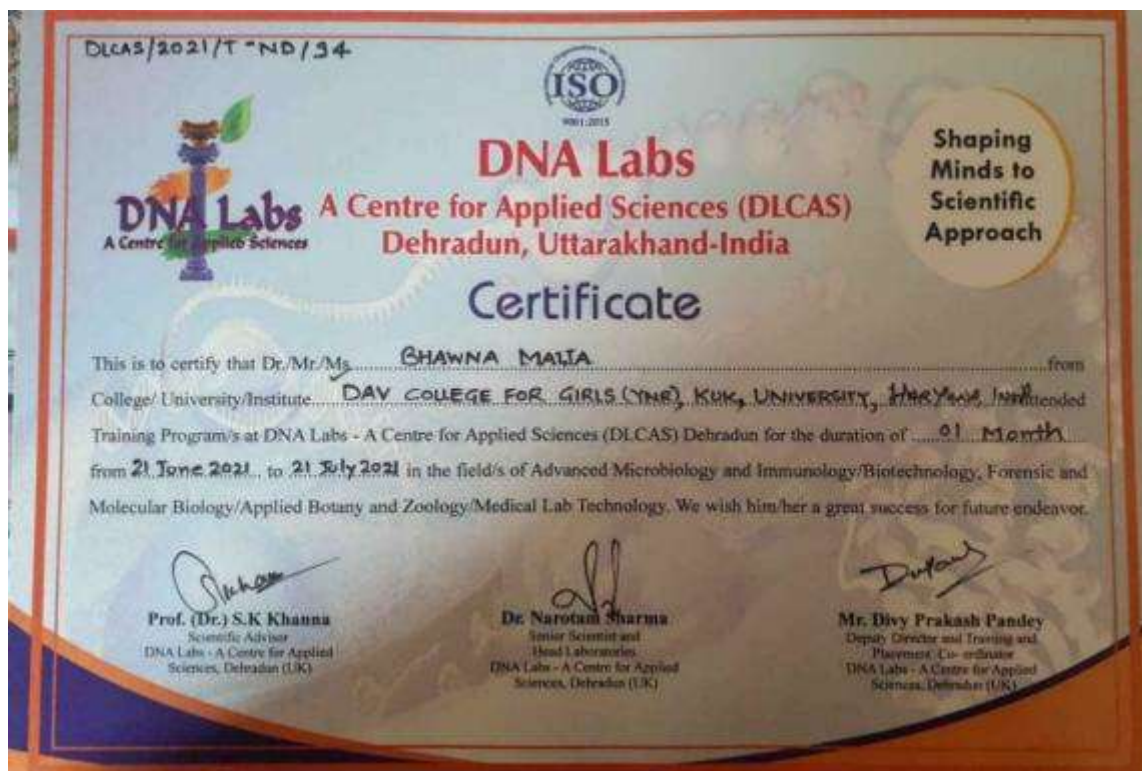 DLCAS/2021/T-ND/94
ISO
9001:2015
DNA Labs
A Centre for Applied Sciences
Shaping
Minds to
Scientific
Approach
DNA Labs
A Centre for Applied Sciences (DLCAS)
Dehradun, Uttarakhand-India
Certificate
This is to certify that Dr./Mr./Ms. BHAWNA from
College/ University/Institute DAV COLLEGE FOR GIRLS (YNR), KUK, UNIVERSITY, HARYANA, attended
Training Program/s at DNA Labs - A Centre for Applied Sciences (DLCAS) Dehradun for the duration of 01 Month
from 21 June 2021 to 21 July 2021 in the field/s of Advanced Microbiology and Immunology/Biotechnology, Forensic and
Molecular Biology/Applied Botany and Zoology/Medical Lab Technology. We wish him/her a great success for future endeavor.
Prof. (Dr.) S.K Khanna
Scientific Advisor
DNA Labs - A Centre for Applied
Sciences, Dehradun (UK)
Dr. Narotam Sharma
Senior Scientist and
Head Laboratories
DNA Labs - A Centre for Applied
Sciences, Dehradun (UK)
Mr. Divy Prakash Pandey
Deputy Director and Training and
Placement Co- ordinator
DNA Labs - A Centre for Applied
Sciences, Dehradun (UK)